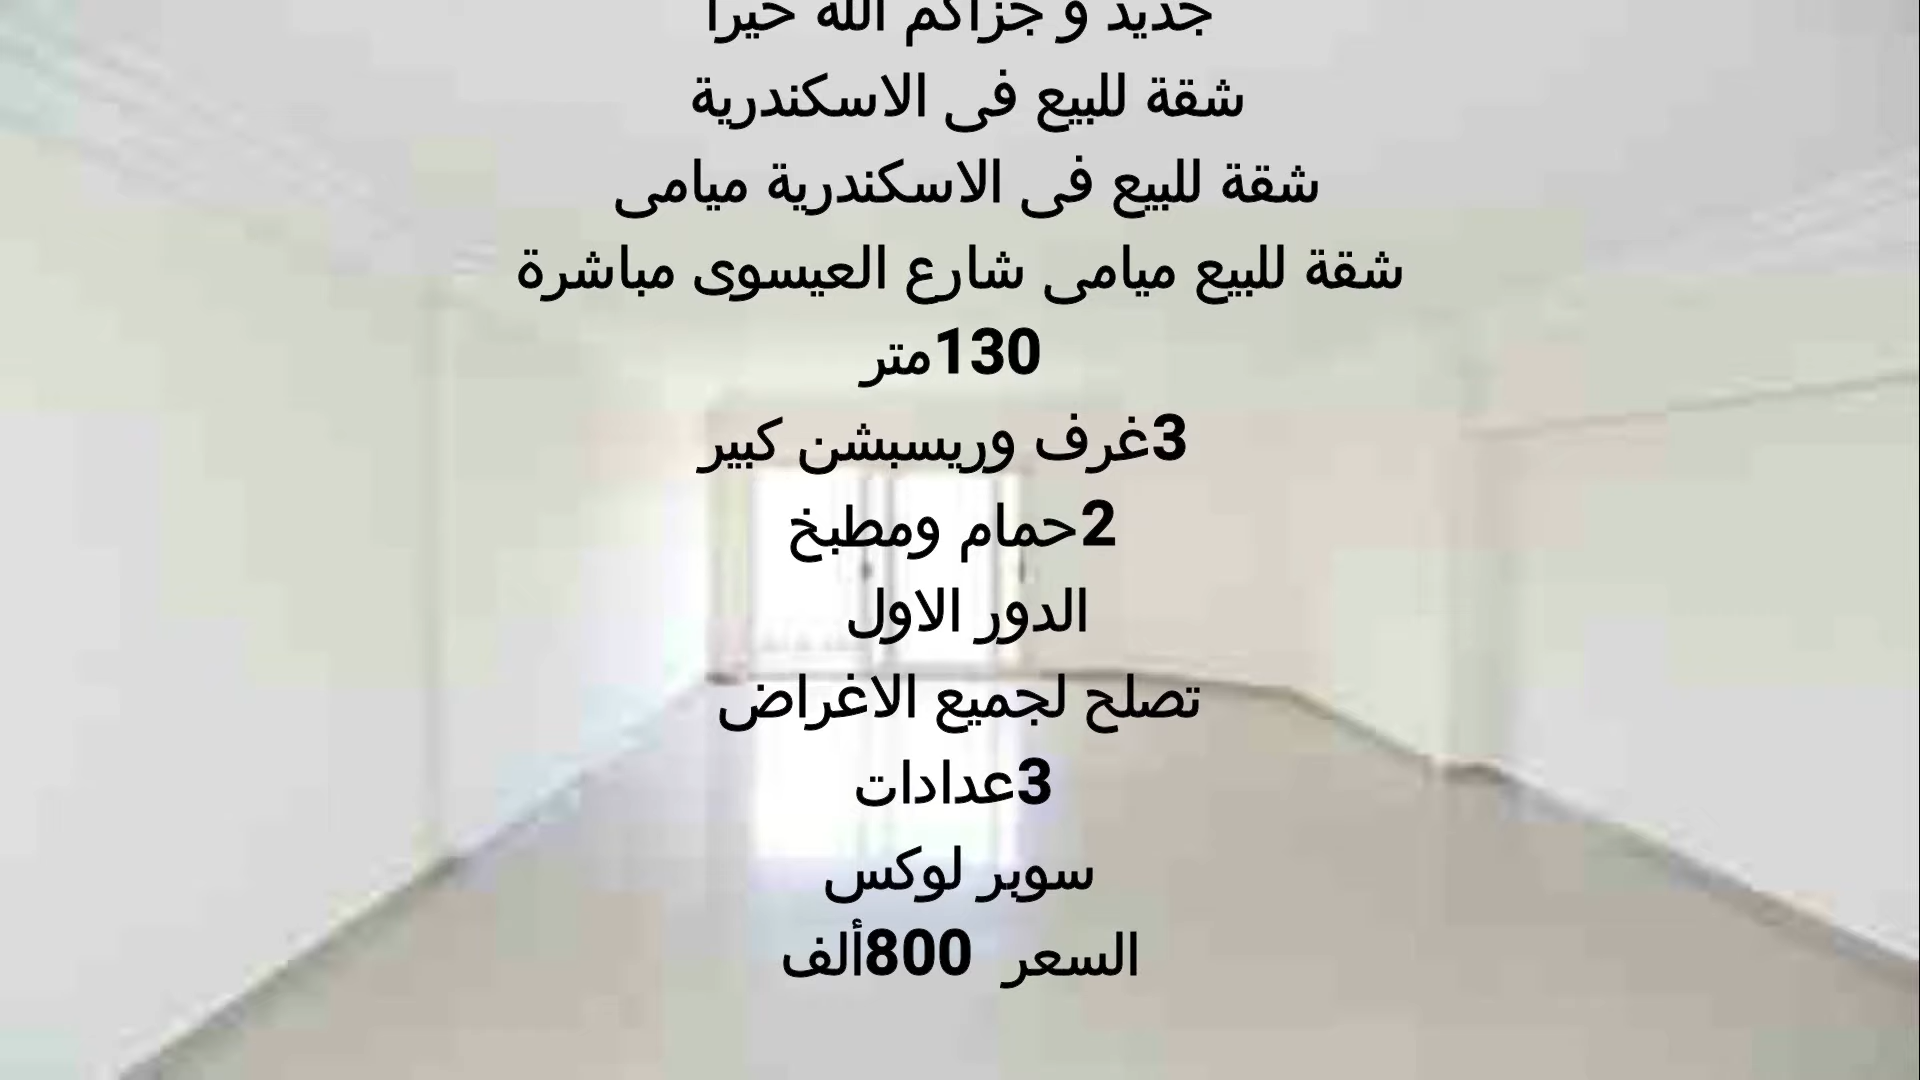 جديد و جزاكم الله خيرا
شقة للبيع فى الاسكندرية
شقة للبيع فى الاسكندرية ميامى
شقة للبيع ميامى شارع العيسوى مباشرة
130متر
3غرف وريسبشن كبير
2حمام ومطبخ
الدور الاول
تصلح لجميع الاغراض
3عدادات
سوبر لوكس
السعر 800ألف